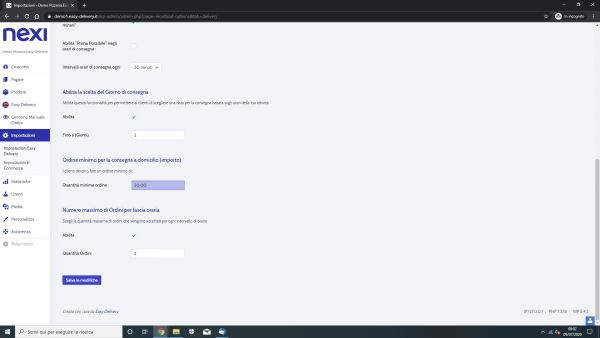 Impostazioni - Demo Pizzeria Eas
demo1.easy-delivery.it/wp-admin/admin.php?page=wvcfood-options&tab=delivery
In incognito
nexi
Demo Pizzeria Easy Delivery
Cruscotto
Pagine
Prodotti
Easy Delivery
Gestione Manuale
Ordini
Impostazioni
Impostazioni Easy
Delivery
Impostazioni E-
Commerce
Statistiche
Utenti
Media
Personalizza
Assistenza
Riduci menu
minuti"
Abilita "Prima Possibile" negli
orari di consegna
Intervalli orari di consegna ogni
30 minuti
Abilita la scelta del Giorno di consegna
Abilita questa funzionalità per permettere ai clienti di scegliere una data per la consegna basata sugli orari della tua attività
Abilita
Fino a (Giorni)
Ordine minimo per la consegna a domicilio (importo)
I clienti devono fare un ordine minimo di:
Quantità minima ordine
20.00
Numero massimo di Ordini per fascia oraria
Scegli la quantità massima di ordini che vengono accettati per ogni intervallo di orario
Abilita
Quantità Ordini
Salva le modifiche
Creato con cura da Easy Delivery
IP 127.0.0.1
PHP 7.3.18
WP 5.4.2
Scrivi qui per eseguire la ricerca
09/07/2020